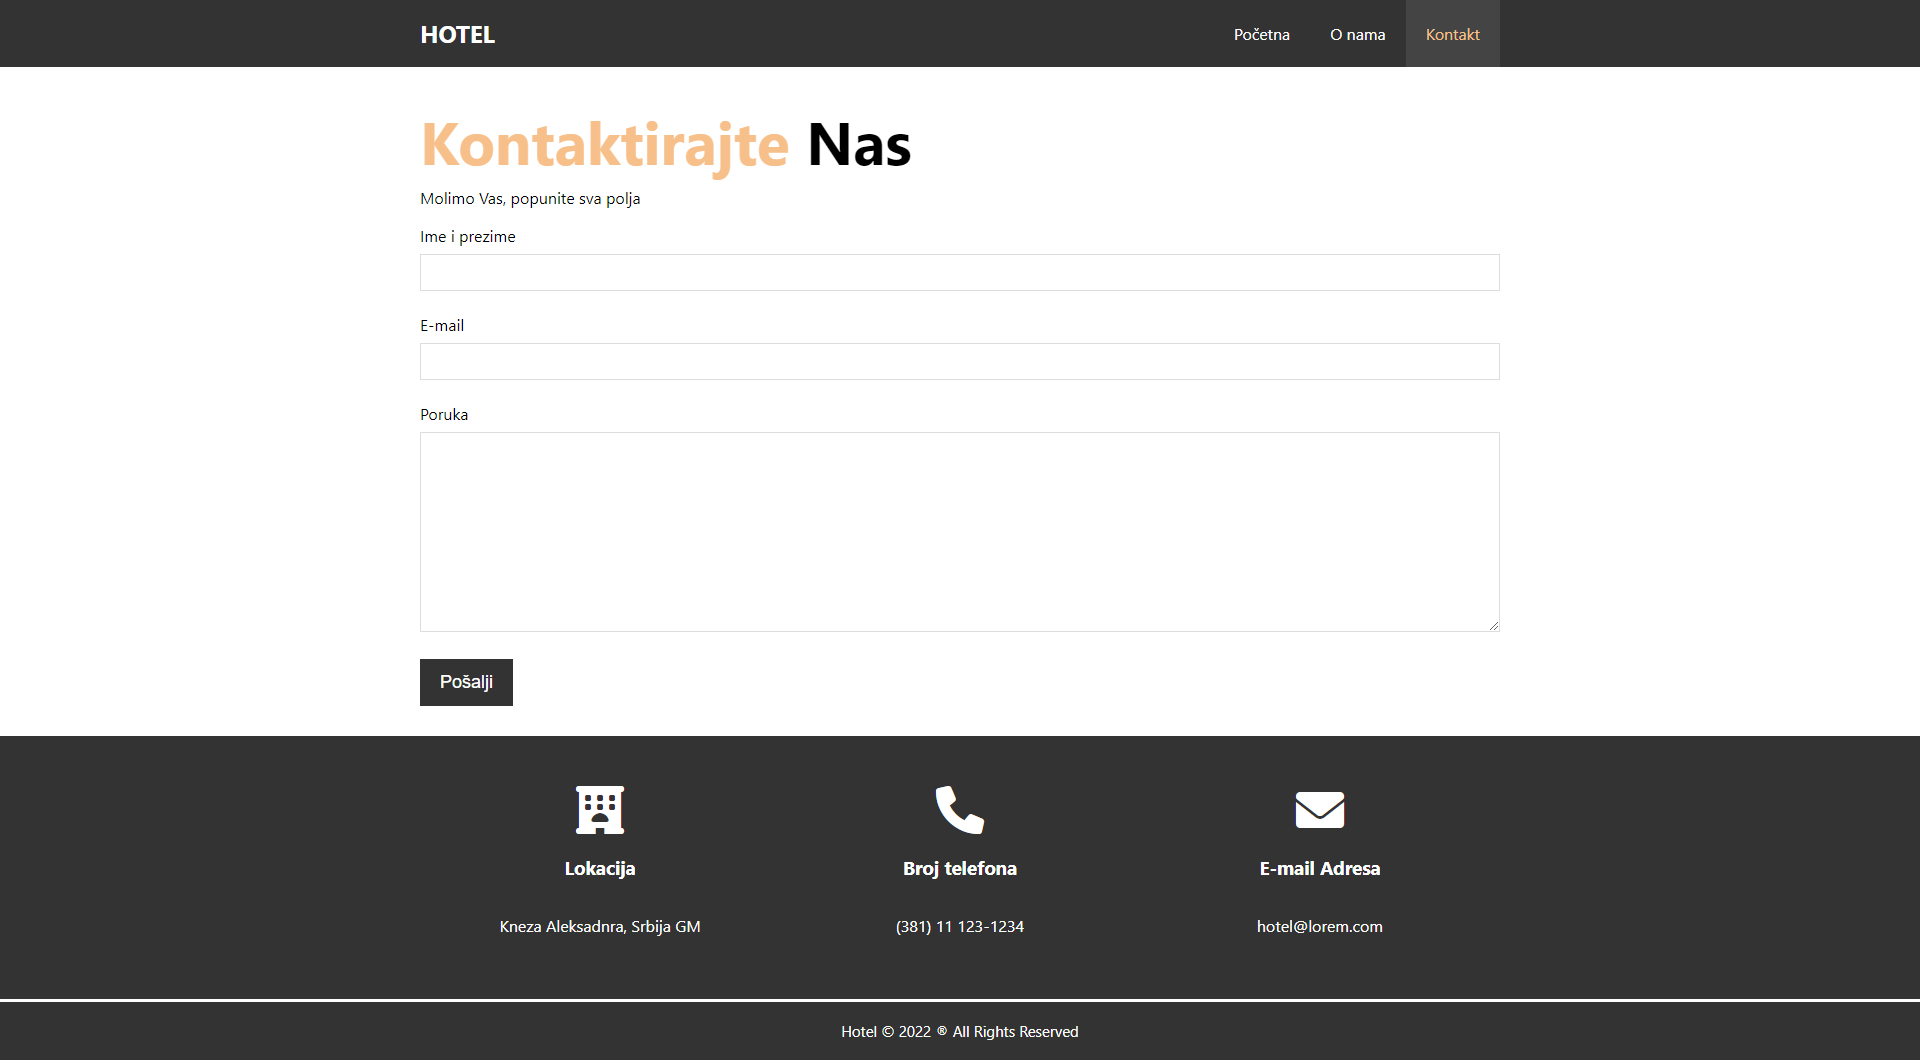 HOTEL
Početna O nama Kontakt
Kontaktirajte Nas
Molimo Vas, popunite sva polja
Ime i prezime
E-mail
Poruka
Pošalji
Lokacija Broj telefona E-mail Adresa
Kneza Aleksadnra, Srbija GM (381) 11 123-1234 hotel@lorem.com
Hotel © 2022 ® All Rights Reserved